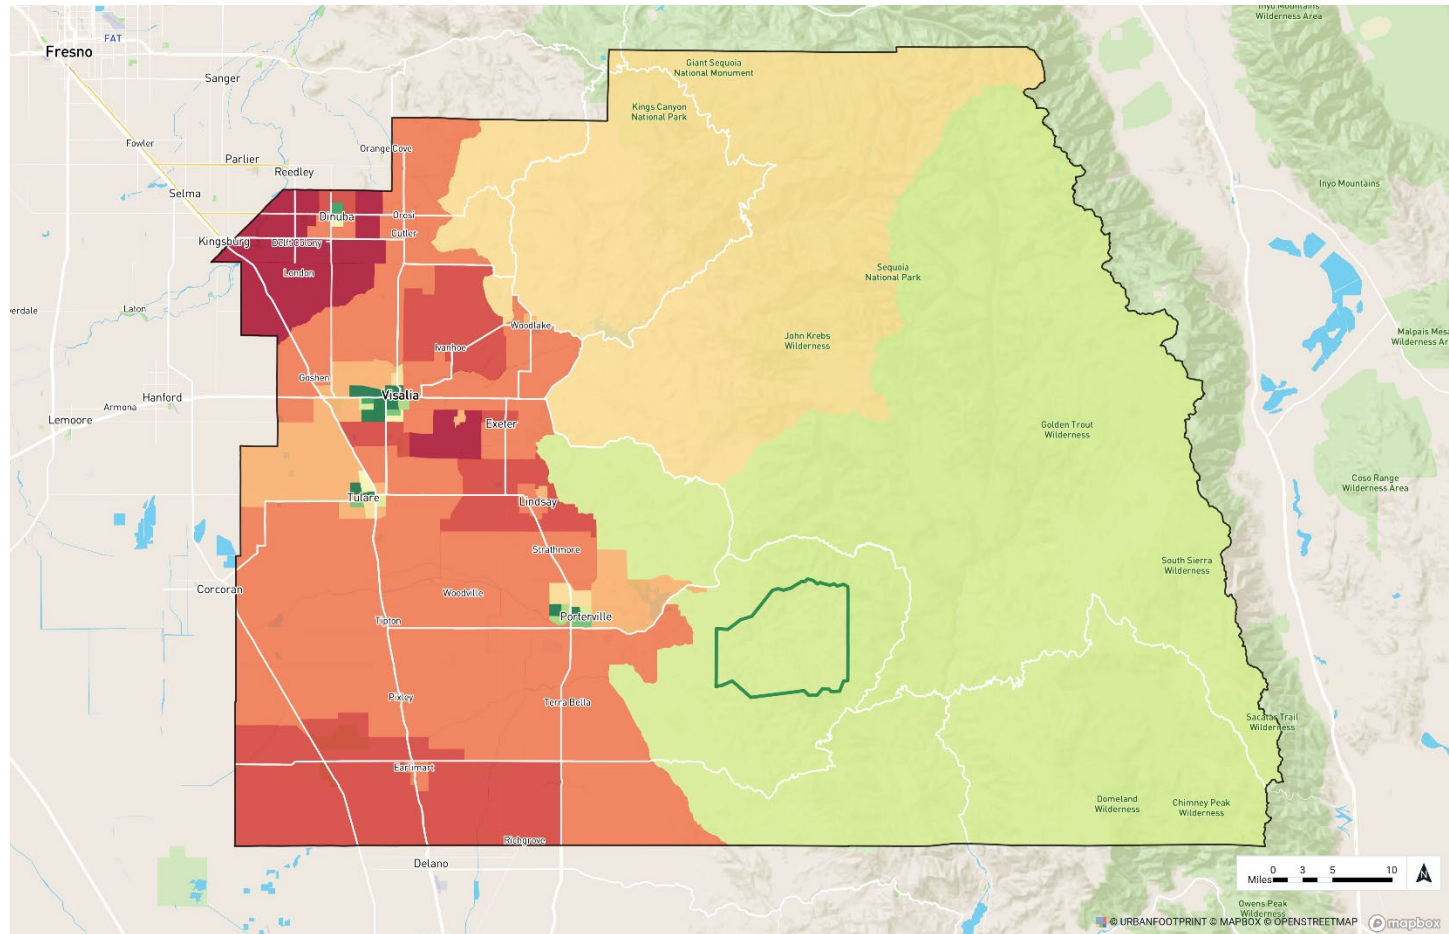 Inyo Mountains
Wilderness Area
FAT
Fresno
Giant Sequoia
National Monument
Sanger
Kings Canyon
National Park
Fowler
Orange Cove
Parlier
Reedley
Selma
Inyo Mountains
Dinuba
Orosi
Cutler
Kingsburg
Delft Colony
London
Sequoia
National Park
Laton
Woodlake
John Krebs
Wilderness
Ivanhoe
Goshen
Visalia
Hanford
Armona
Lemoore
Exeter
Golden Trout
Wilderness
Coso Range
Wilderness Area
Tulare
Lindsay
Strathmore
South Sierra
Wilderness
Corcoran
Woodville
Porterville
Tipton
Pixley
Terra Bella
Sacatar Trail
Wilderness
Earlimart
Domeland
Wilderness
Chimney Peak
Wilderness
Richgrove
Delano
0 3 5 10
Miles
N
Owens Peak
Wilderness
© URBANFOOTPRINT © MAPBOX © OPENSTREETMAP
mapbox
erdale
Malpais Mesa
Wilderness Ar